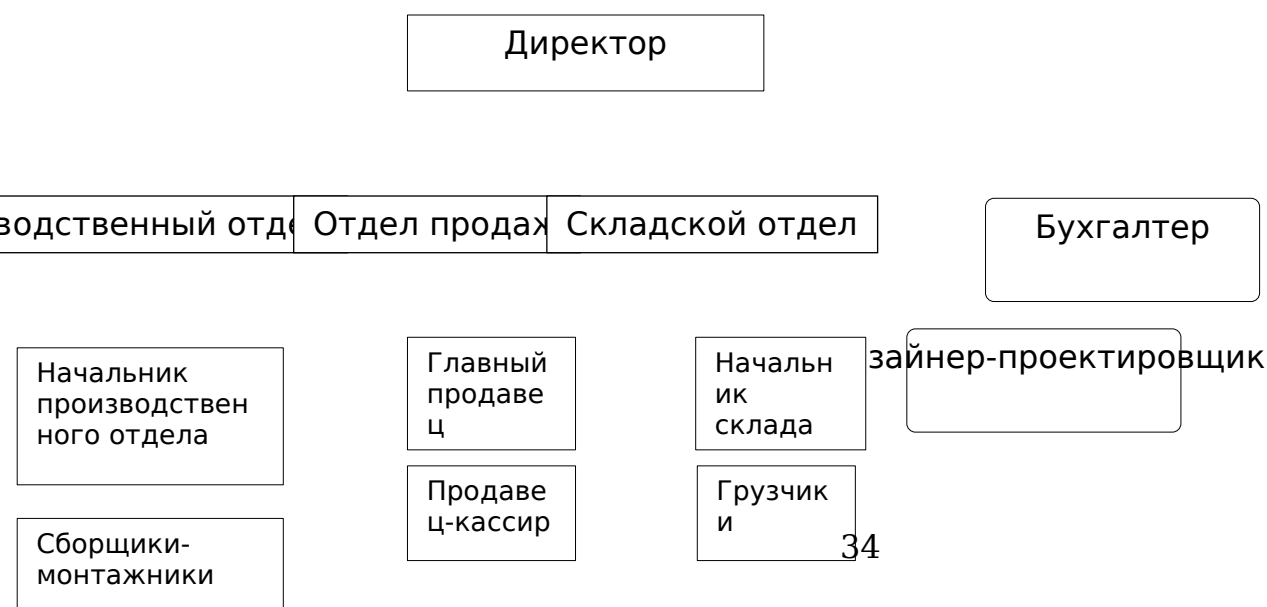 Директор
водственный отде
Отдел продаж
Складской отдел
Бухгалтер
зайнер-проектировщик
Начальник
производствен
ного отдела
Главный
продаве
ц
Начальн
ик
склада
Продаве
ц-кассир
Грузчик
и
34
Сборщики-
монтажники